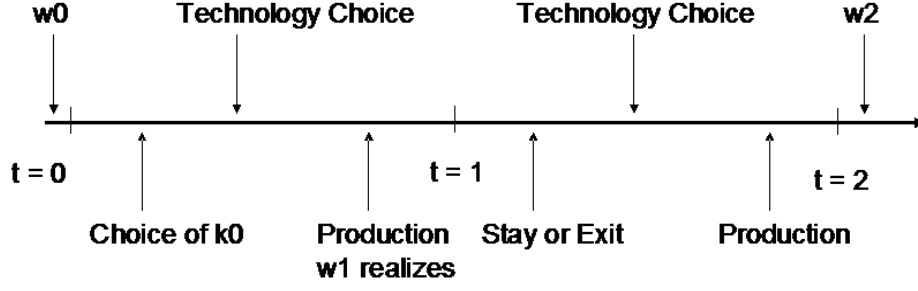 w0 Technology Choice Technology Choice w2
t = 0 t = 1 t = 2
Choice of k0 Production Stay or Exit Production
w1 realizes